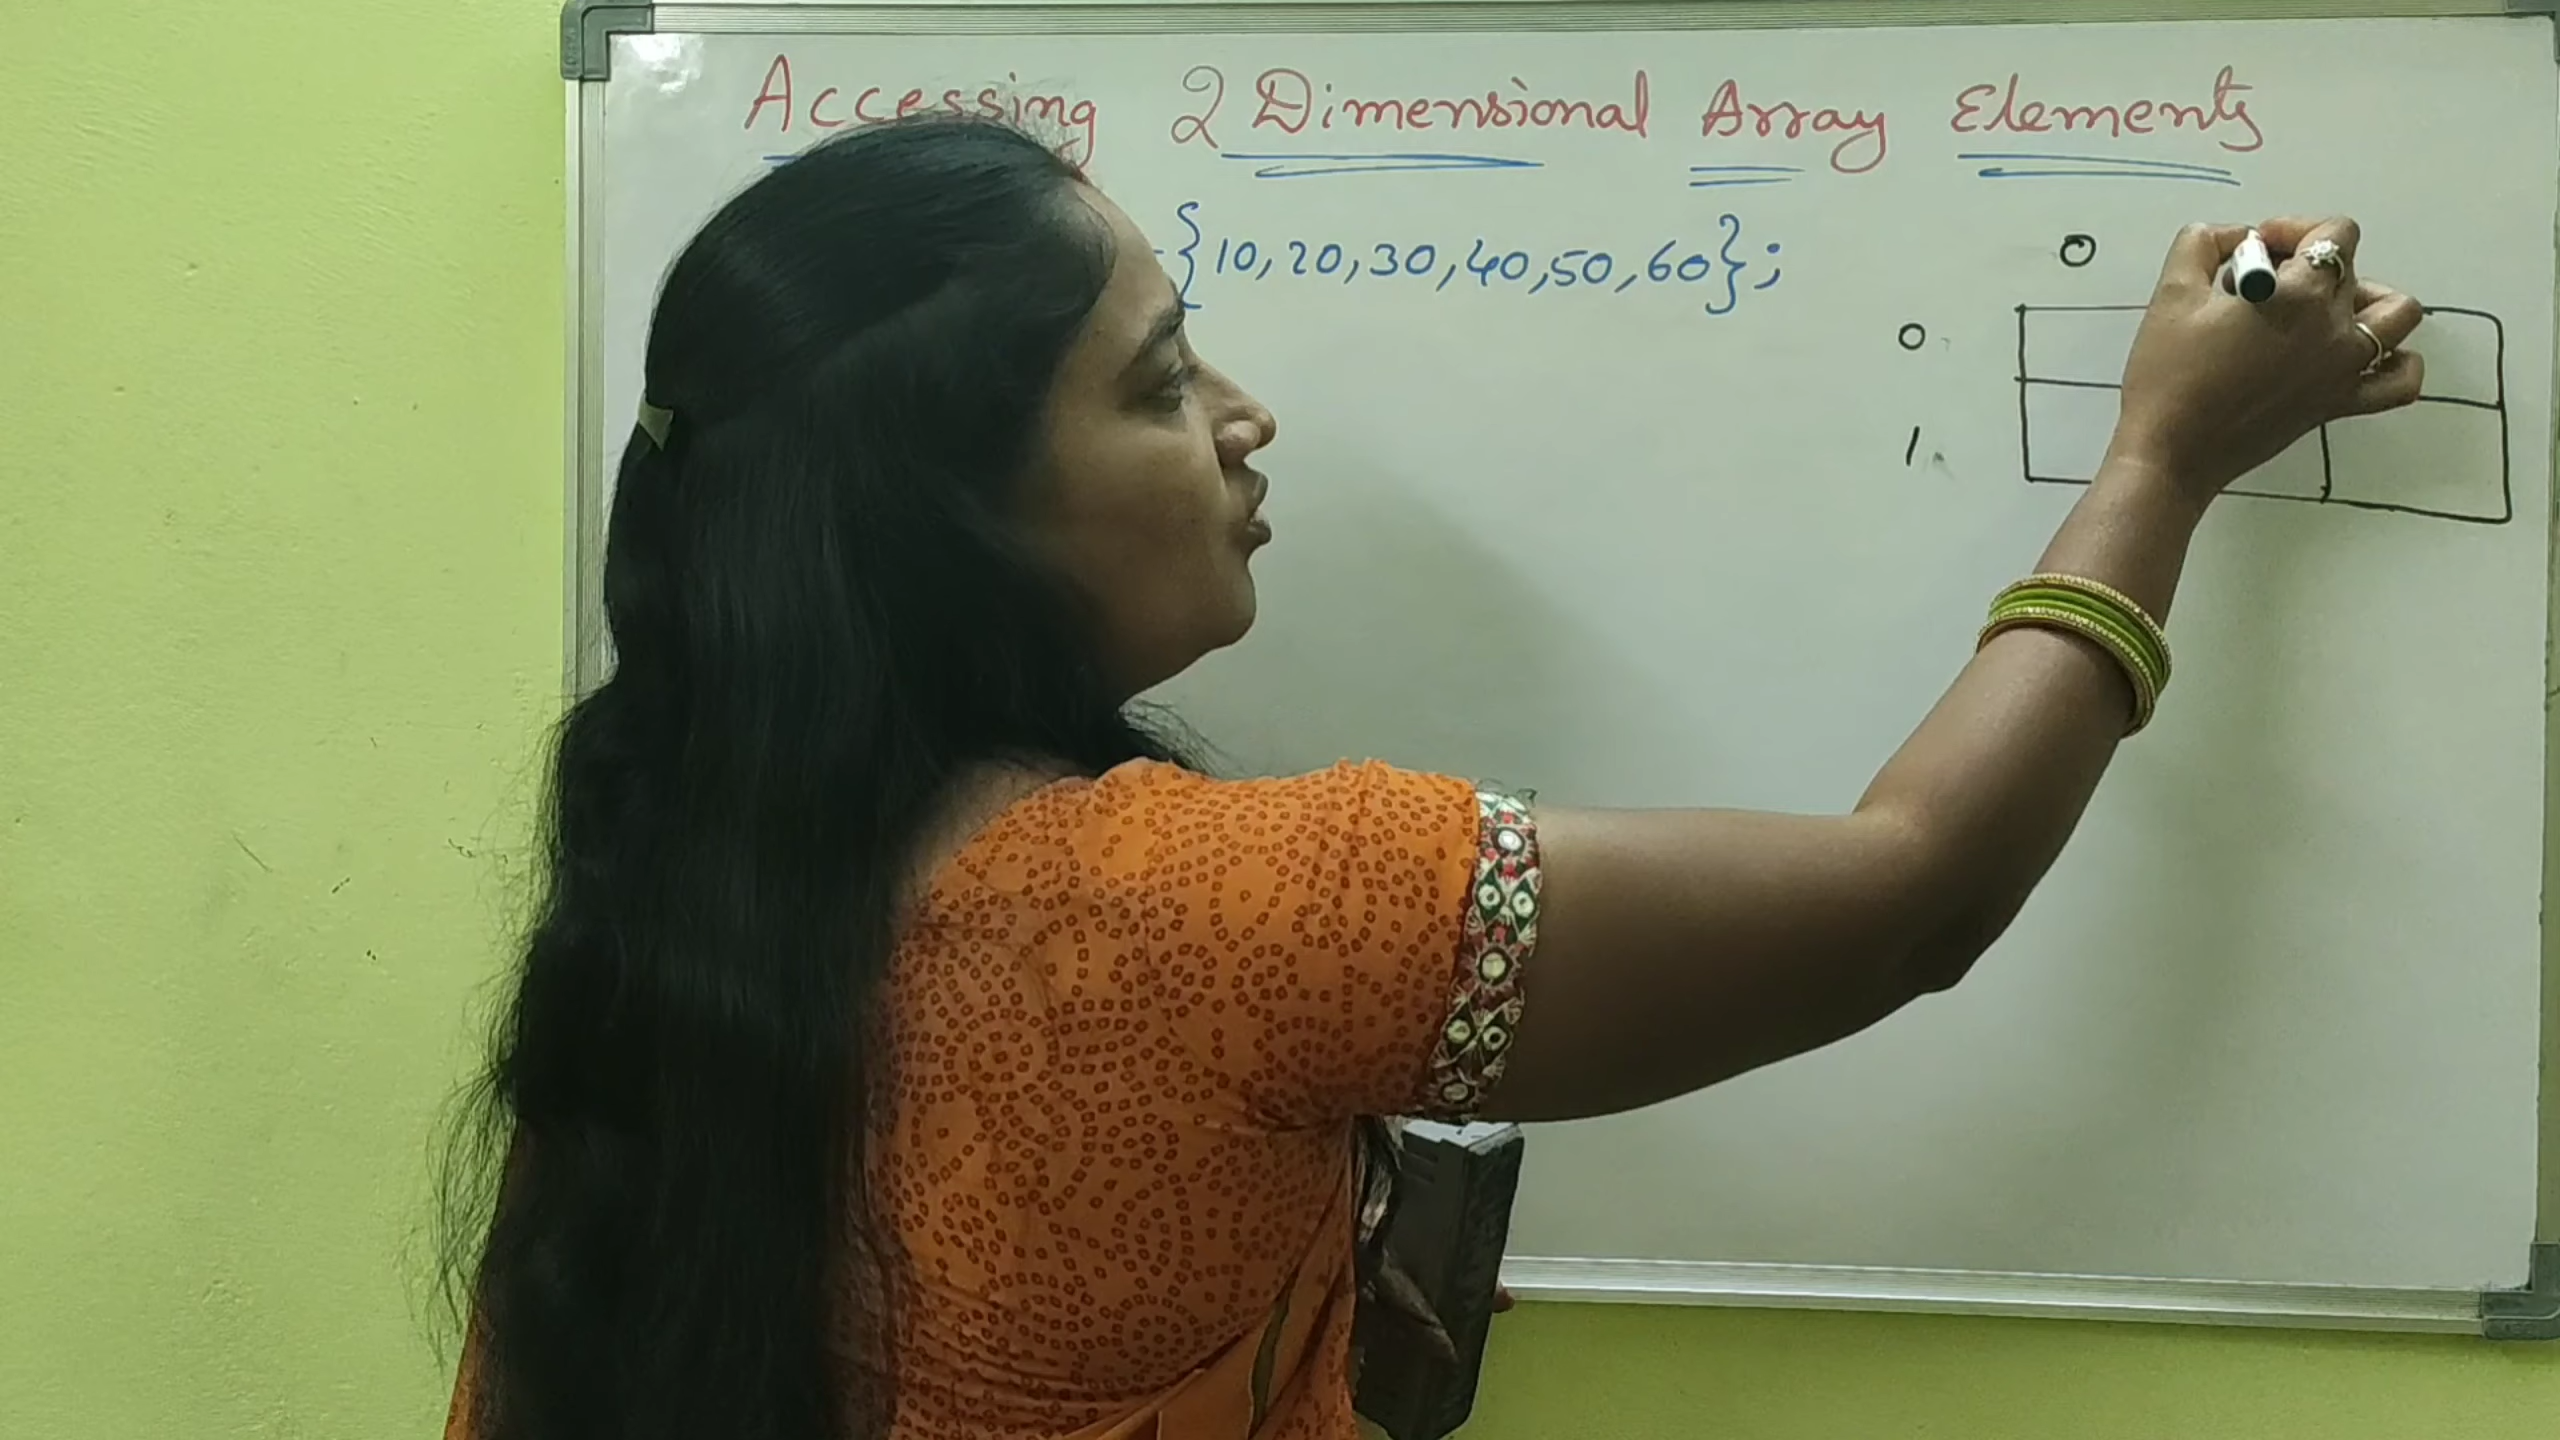 Accessing 2 Dimensional Array Elements
={10,20,30,40,50,60};
0
0
1